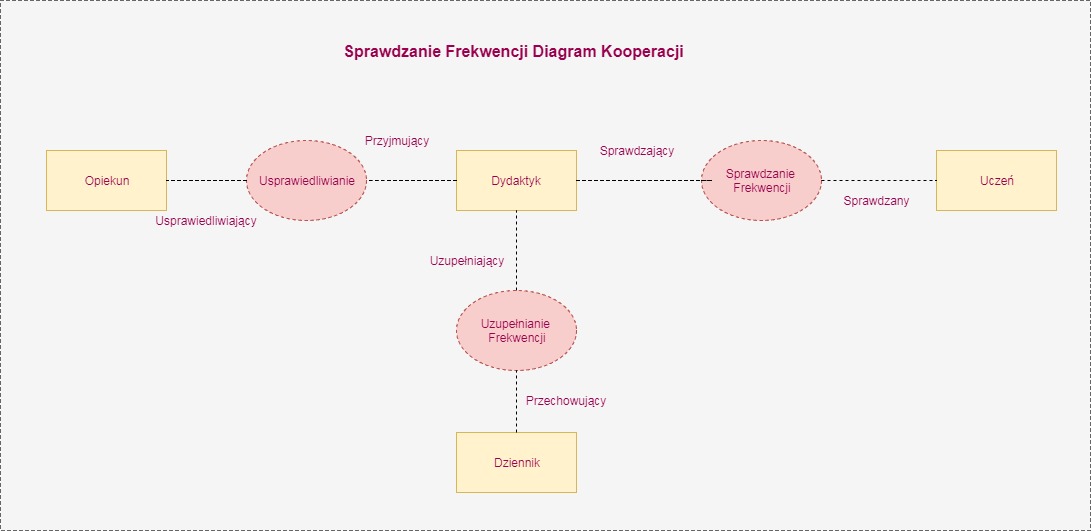 Sprawdzanie Frekwencji Diagram Kooperacji
Przyjmujący
Sprawdzający
Opiekun
Usprawiedliwianie
Dydaktyk
Sprawdzanie
Frekwencji
Uczeń
Usprawiedliwiający
Sprawdzany
Uzupełniający
Uzupełnianie
Frekwencji
Przechowujący
Dziennik